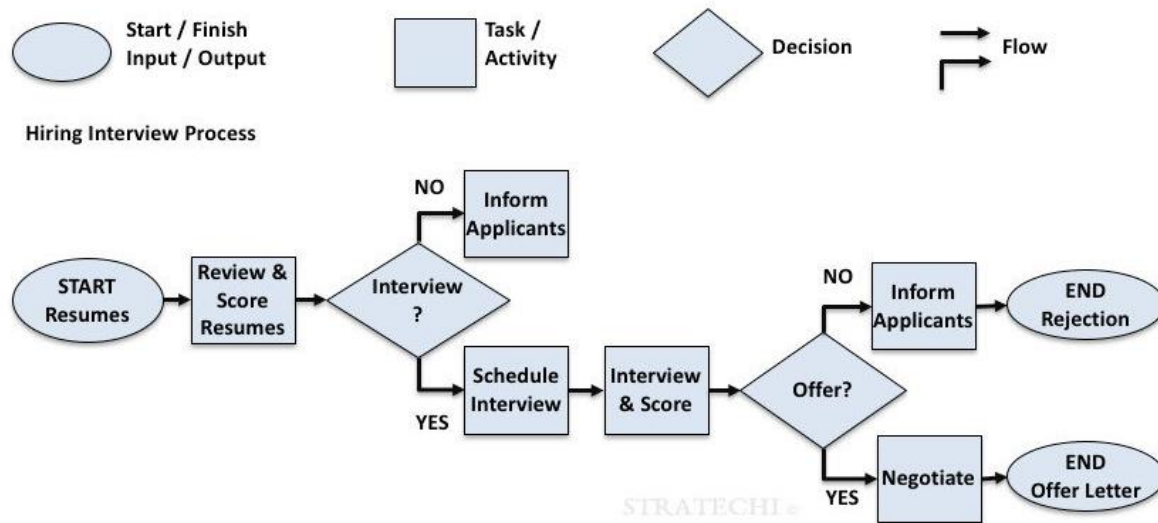 Start / Finish
Input / Output
Task /
Activity
Decision
Flow
Hiring Interview Process
START
Resumes
Review &
Score
Resumes
Interview
?
NO
Inform
Applicants
YES
Schedule
Interview
Interview
& Score
Offer?
NO
Inform
Applicants
END
Rejection
YES
Negotiate
END
Offer Letter
STRATECHI ©